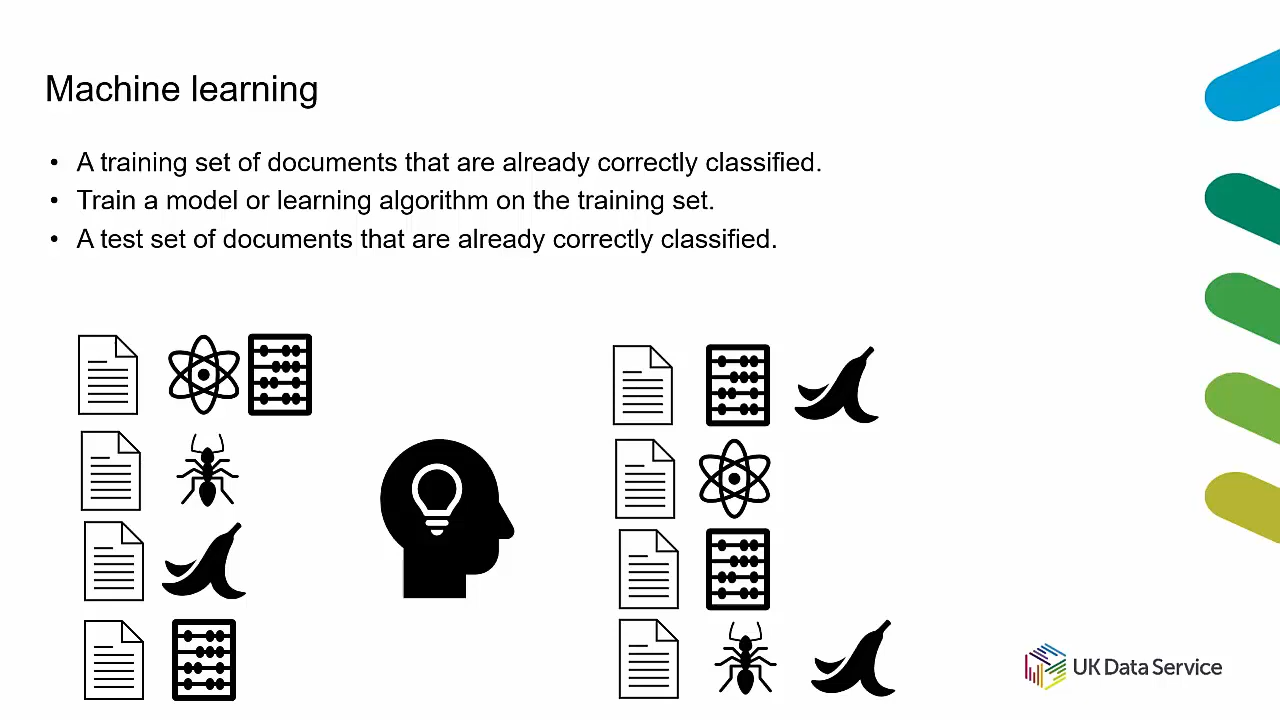 Machine learning
• A training set of documents that are already correctly classified.
• Train a model or learning algorithm on the training set.
• A test set of documents that are already correctly classified.
UK Data Service